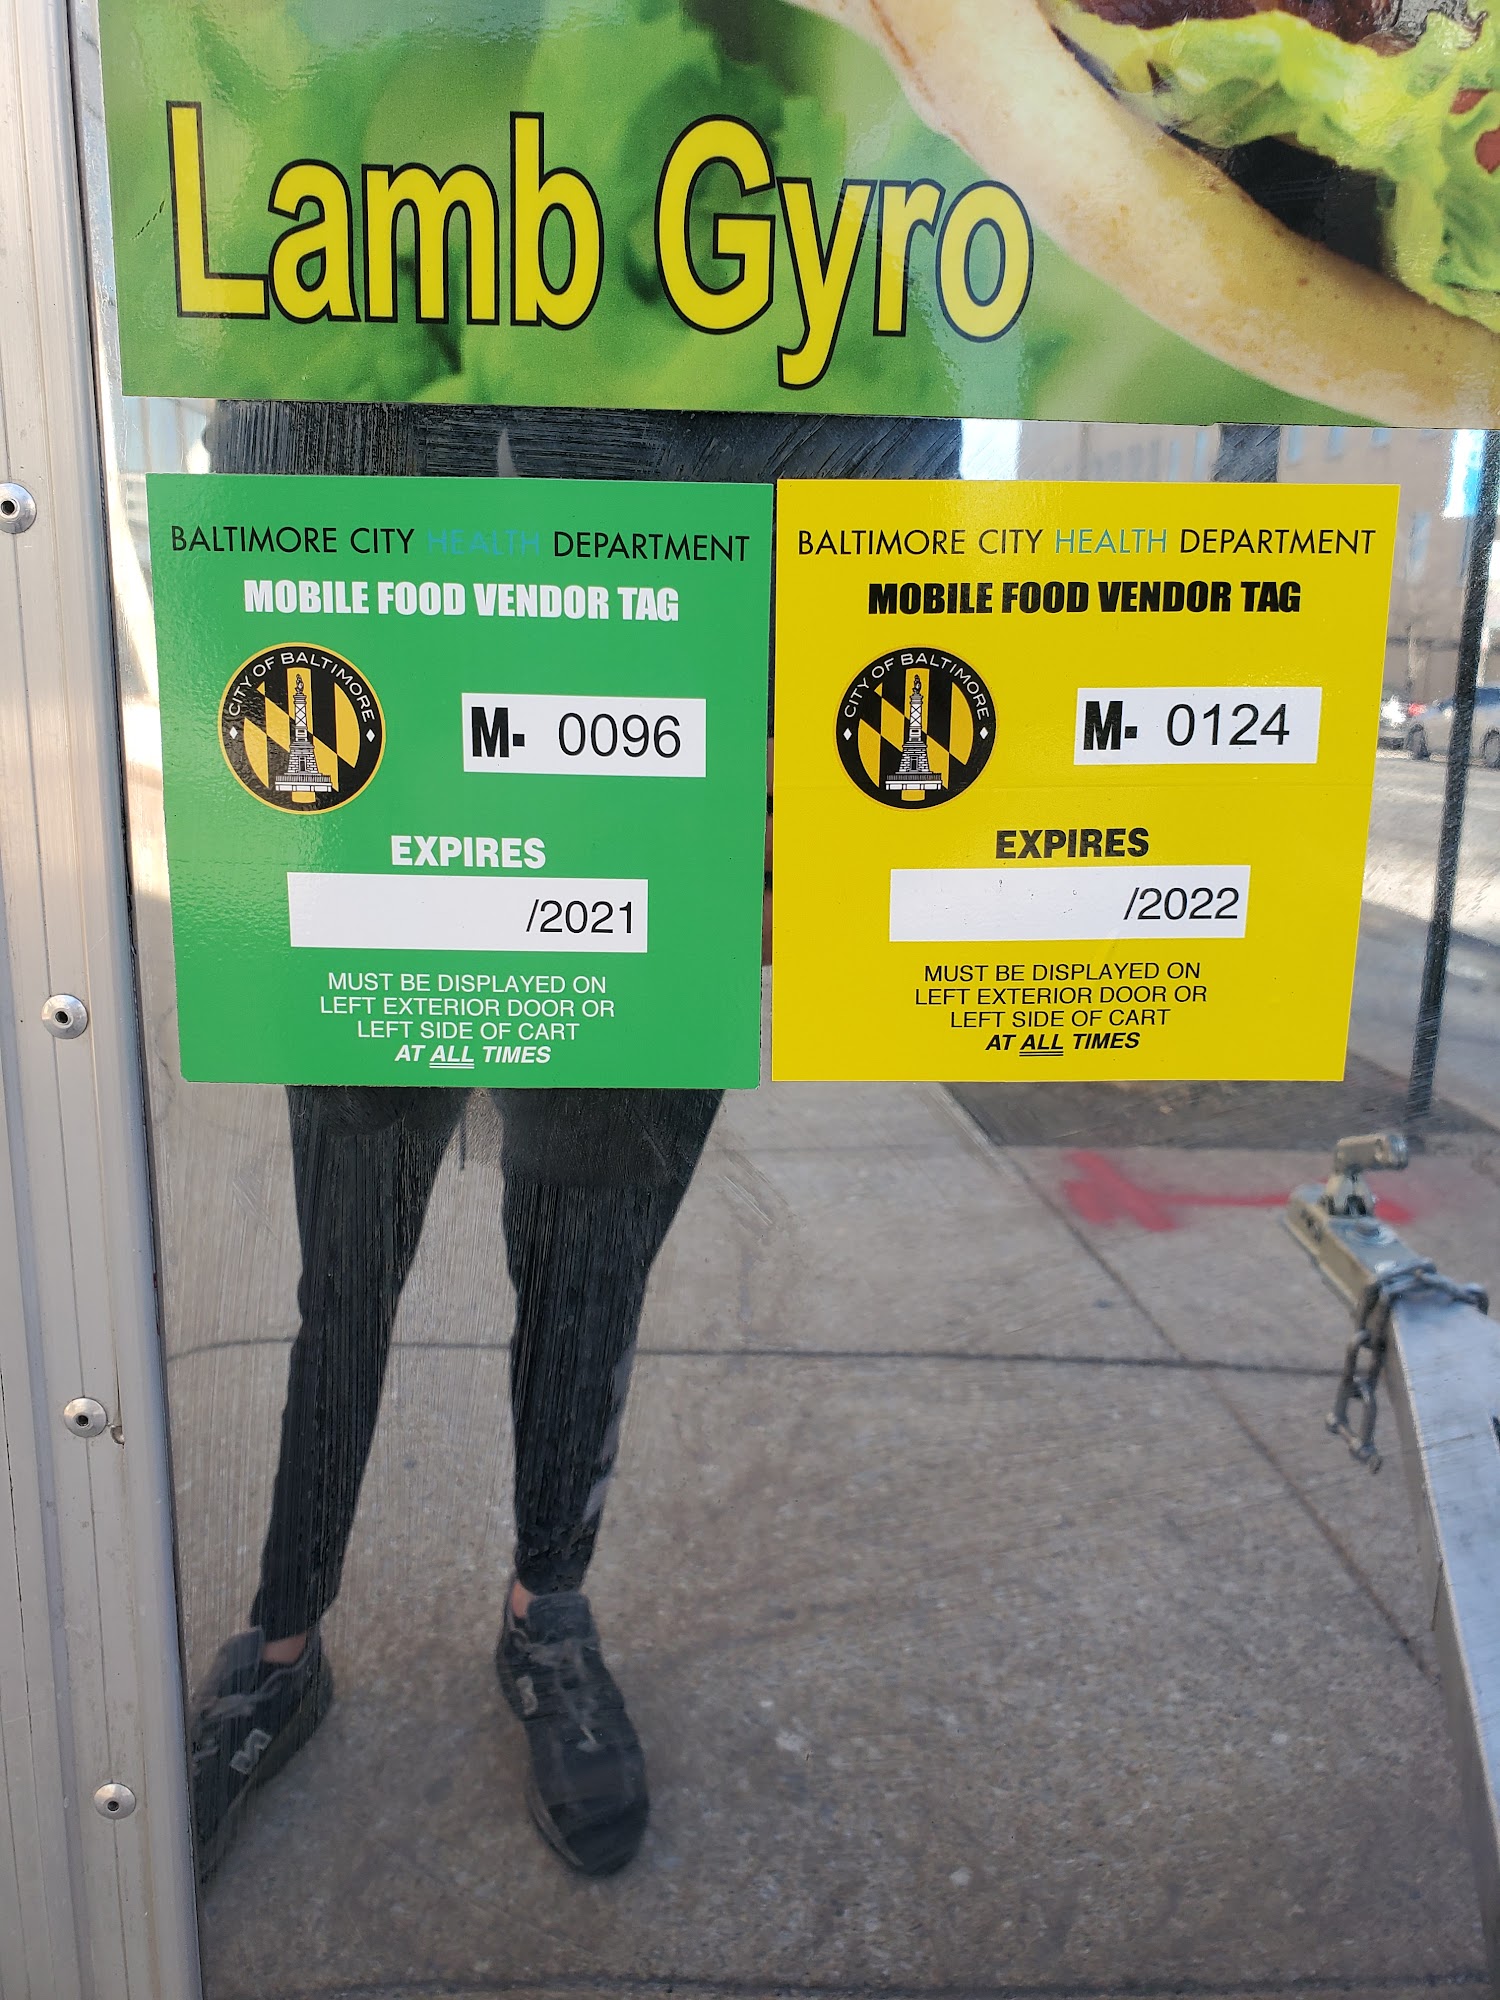 Lamb Gyro
BALTIMORE CITY HEALTH DEPARTMENT
MOBILE FOOD VENDOR TAG
CITY OF BALTIMORE
M- 0096
EXPIRES
/2021
MUST BE DISPLAYED ON
LEFT EXTERIOR DOOR OR
LEFT SIDE OF CART
AT ALL TIMES
BALTIMORE CITY HEALTH DEPARTMENT
MOBILE FOOD VENDOR TAG
CITY OF BALTIMORE
M- 0124
EXPIRES
/2022
MUST BE DISPLAYED ON
LEFT EXTERIOR DOOR OR
LEFT SIDE OF CART
AT ALL TIMES